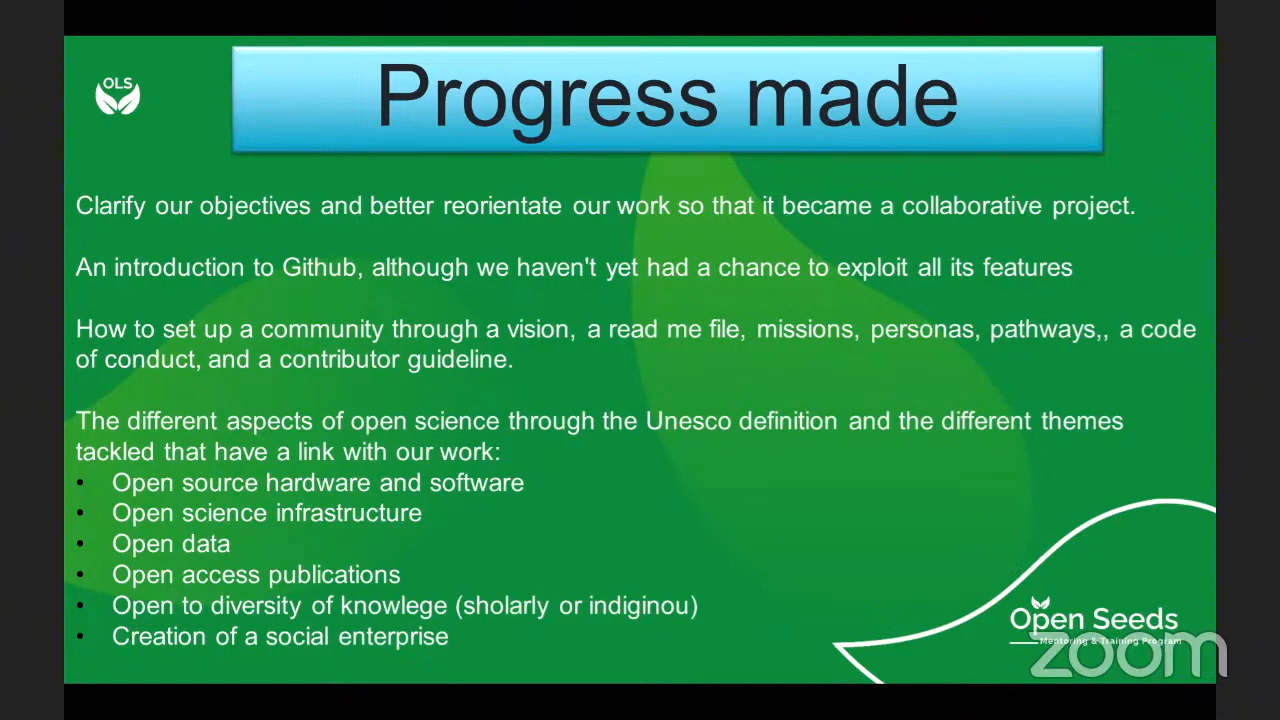 OLS
Progress made
Clarify our objectives and better reorientate our work so that it became a collaborative project.
An introduction to Github, although we haven't yet had a chance to exploit all its features
How to set up a community through a vision, a read me file, missions, personas, pathways,, a code
of conduct, and a contributor guideline.
The different aspects of open science through the Unesco definition and the different themes
tackled that have a link with our work:
• Open source hardware and software
• Open science infrastructure
• Open data
• Open access publications
• Open to diversity of knowlege (sholarly or indiginou)
• Creation of a social enterprise
Open Seeds
Mentoring & Training Program
zoom